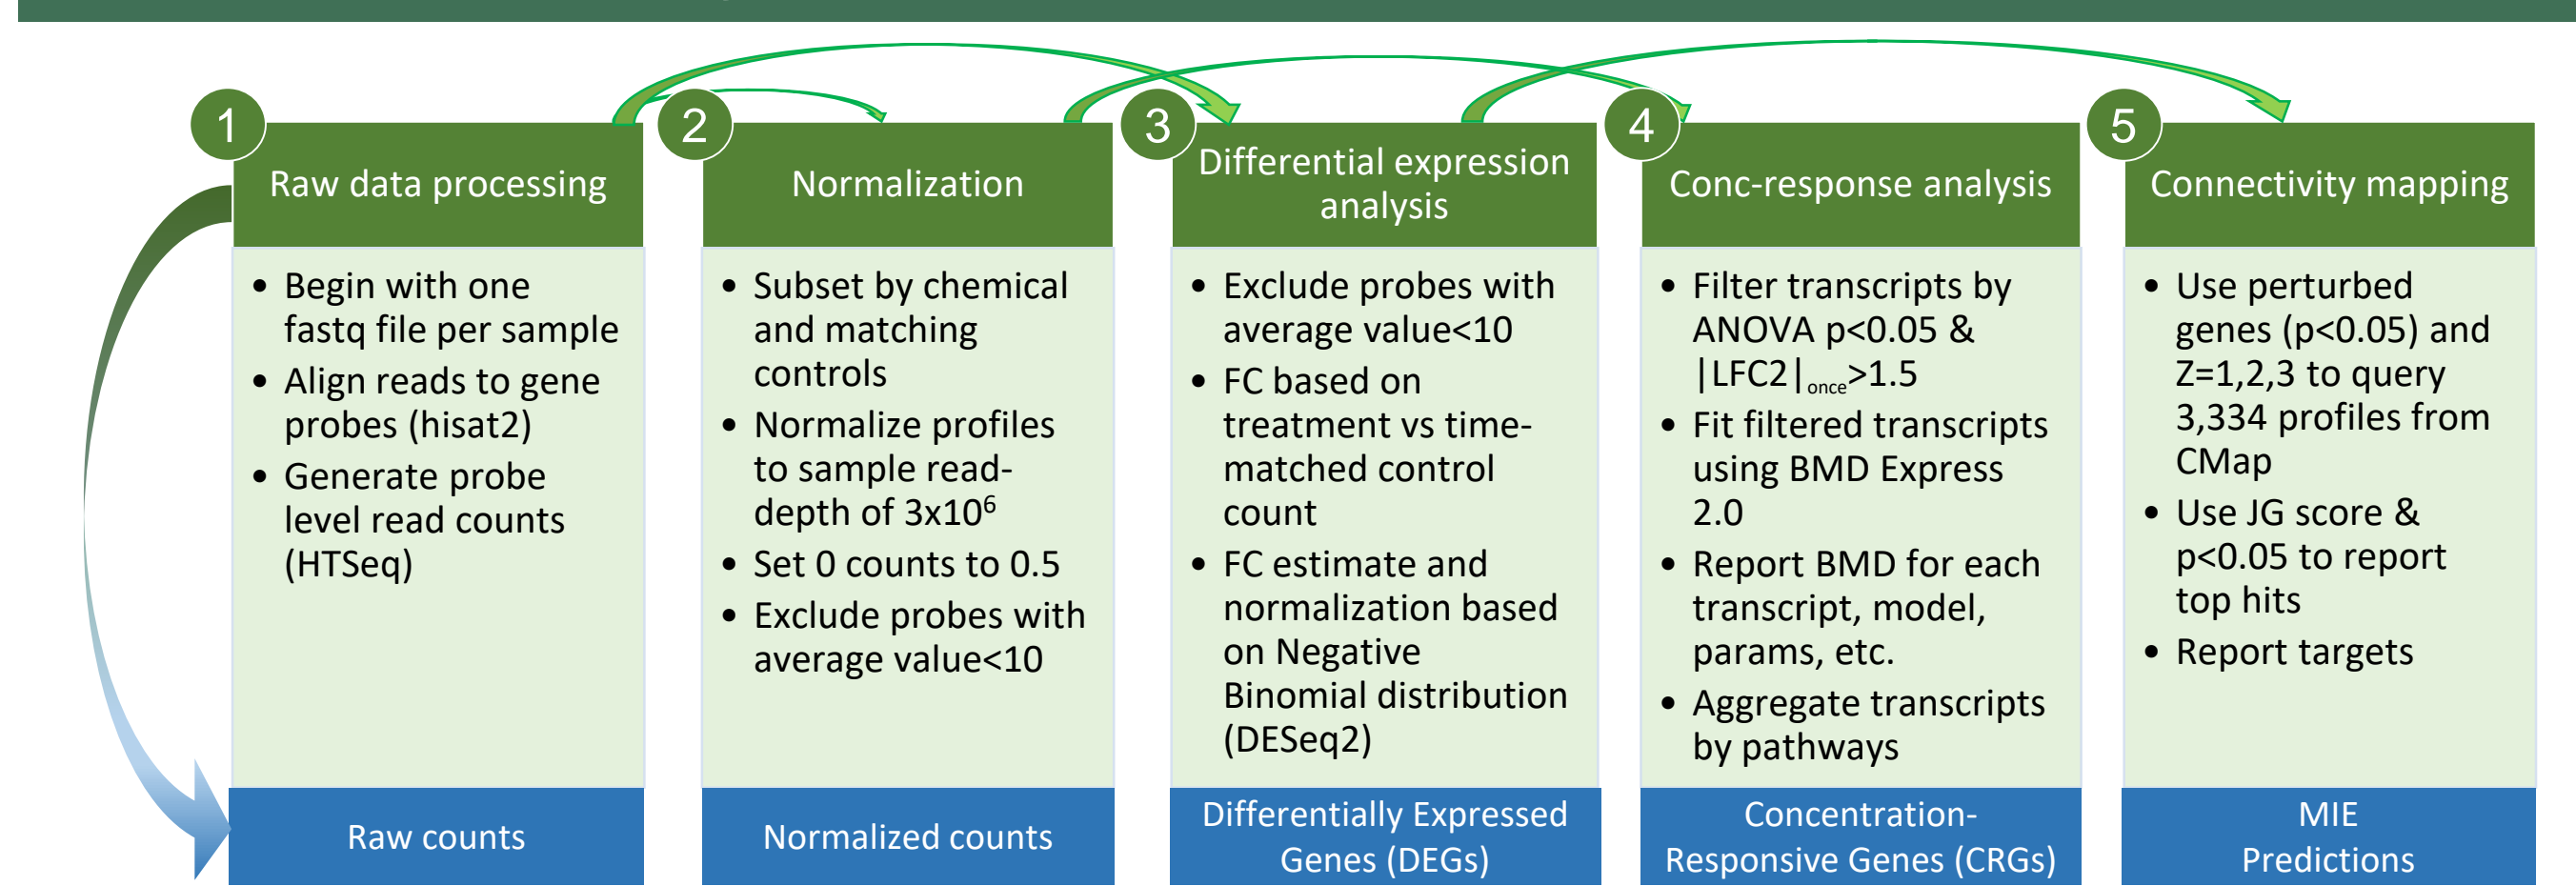 1
Raw data processing
• Begin with one
fastq file per sample
• Align reads to gene
probes (hisat2)
• Generate probe
level read counts
(HTSeq)
Raw counts
2
Normalization
• Subset by chemical
and matching
controls
• Normalize profiles
to sample read-
depth of 3x10⁶
• Set 0 counts to 0.5
• Exclude probes with
average value<10
Normalized counts
3
Differential expression
analysis
• Exclude probes with
average value<10
• FC based on
treatment vs time-
matched control
count
• FC estimate and
normalization based
on Negative
Binomial distribution
(DESeq2)
Differentially Expressed
Genes (DEGs)
4
Conc-response analysis
• Filter transcripts by
ANOVA p<0.05 &
|LFC2|once>1.5
• Fit filtered transcripts
using BMD Express
2.0
• Report BMD for each
transcript, model,
params, etc.
• Aggregate transcripts
by pathways
Concentration-
Responsive Genes (CRGs)
5
Connectivity mapping
• Use perturbed
genes (p<0.05) and
Z=1,2,3 to query
3,334 profiles from
CMap
• Use JG score &
p<0.05 to report
top hits
• Report targets
MIE
Predictions